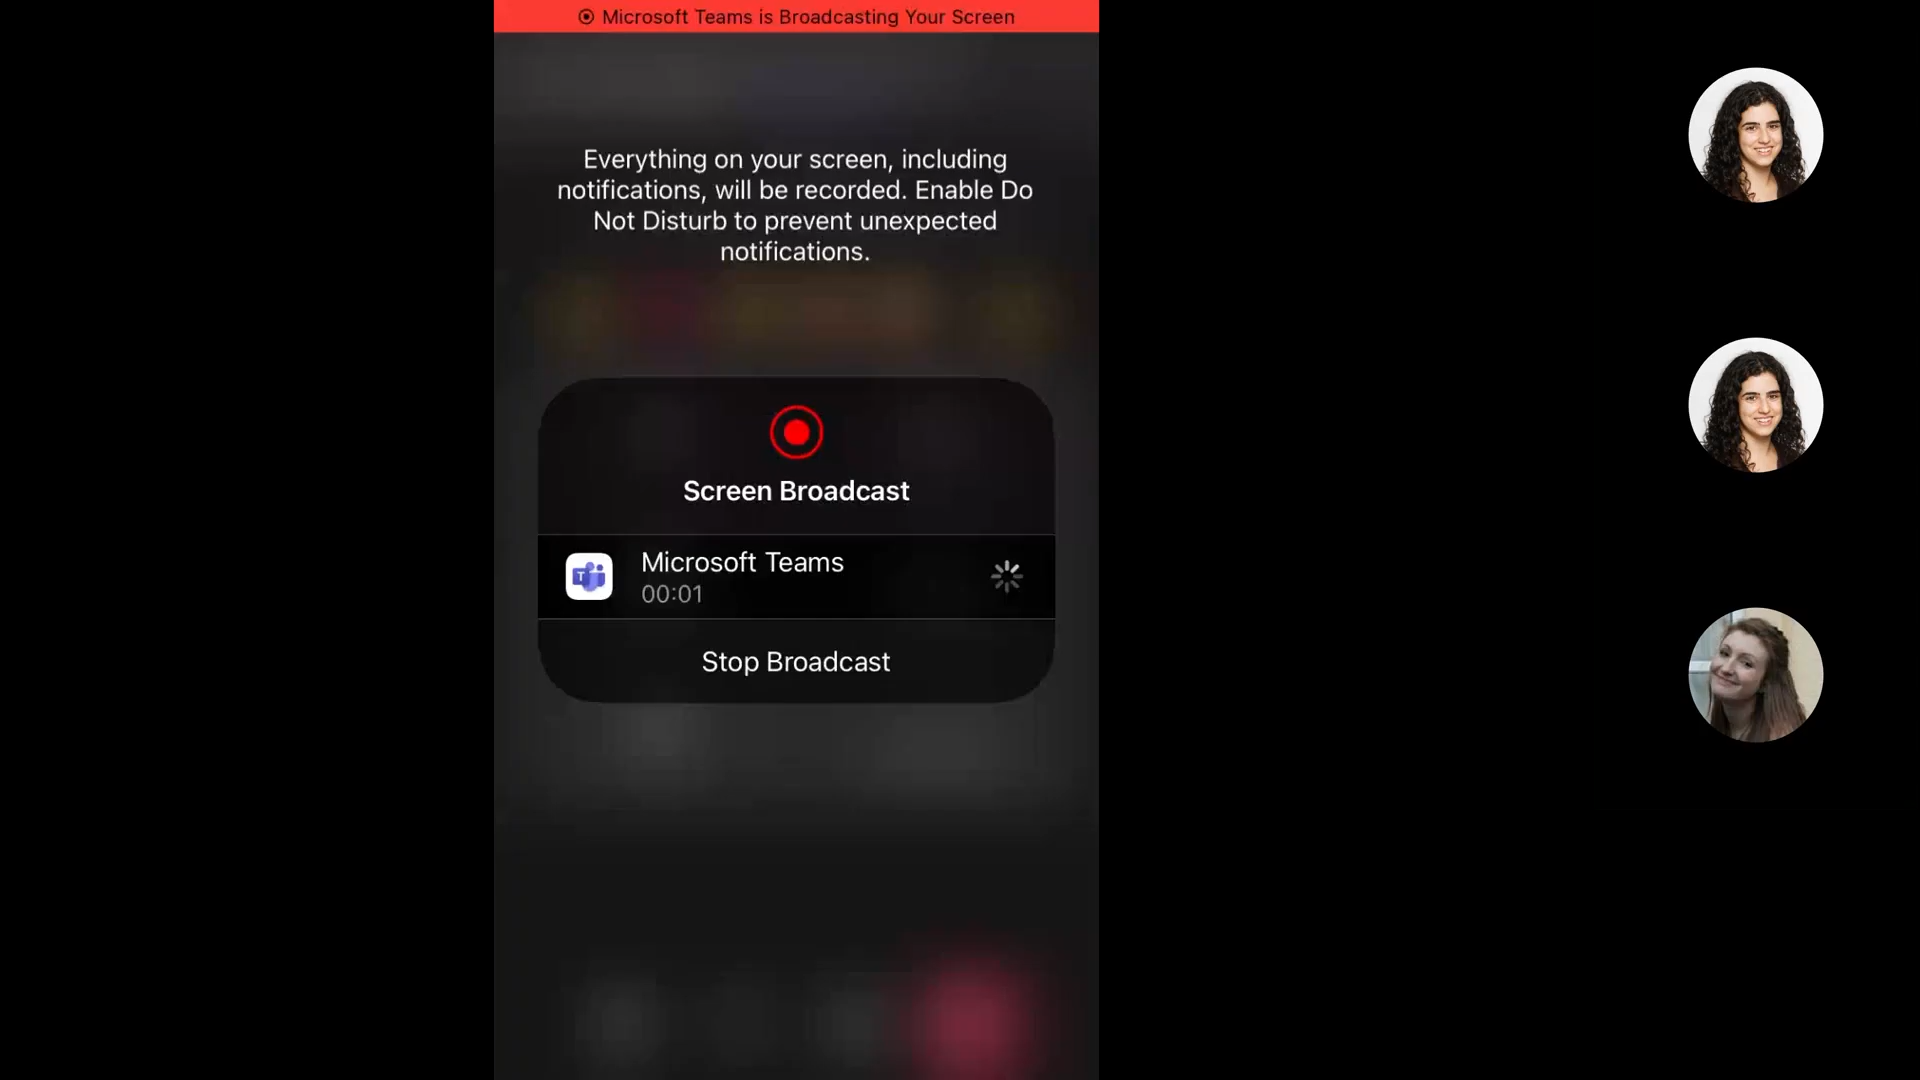 Microsoft Teams is Broadcasting Your Screen
Everything on your screen, including
notifications, will be recorded. Enable Do
Not Disturb to prevent unexpected
notifications.
Screen Broadcast
Microsoft Teams
00:01
Stop Broadcast